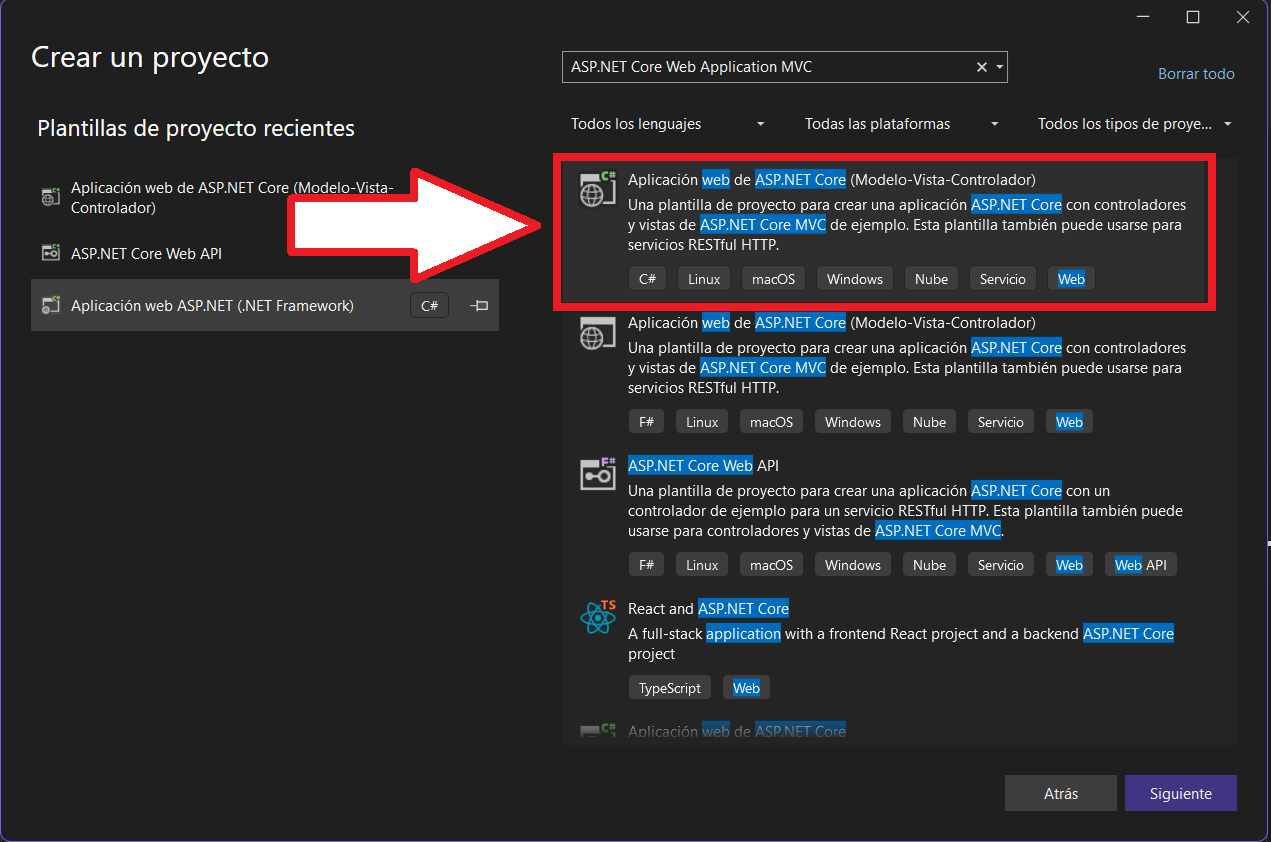 Crear un proyecto
ASP.NET Core Web Application MVC
Borrar todo
Plantillas de proyecto recientes
Aplicación web de ASP.NET Core (Modelo-Vista-
Controlador)
ASP.NET Core Web API
Aplicación web ASP.NET (.NET Framework)
C#
Todos los lenguajes
Todas las plataformas
Todos los tipos de proye...
C#
Aplicación web de ASP.NET Core (Modelo-Vista-Controlador)
Una plantilla de proyecto para crear una aplicación ASP.NET Core con controladores
y vistas de ASP.NET Core MVC de ejemplo. Esta plantilla también puede usarse para
servicios RESTful HTTP.
C# Linux macOS Windows Nube Servicio Web
Aplicación web de ASP.NET Core (Modelo-Vista-Controlador)
Una plantilla de proyecto para crear una aplicación ASP.NET Core con controladores
y vistas de ASP.NET Core MVC de ejemplo. Esta plantilla también puede usarse para
servicios RESTful HTTP.
F# Linux macOS Windows Nube Servicio Web
F#
ASP.NET Core Web API
Una plantilla de proyecto para crear una aplicación ASP.NET Core con un
controlador de ejemplo para un servicio RESTful HTTP. Esta plantilla también puede
usarse para controladores y vistas de ASP.NET Core MVC.
F# Linux macOS Windows Nube Servicio Web Web API
TS
React and ASP.NET Core
A full-stack application with a frontend React project and a backend ASP.NET Core
project
TypeScript Web
C#
Aplicación web de ASP.NET Core
Atrás
Siguiente